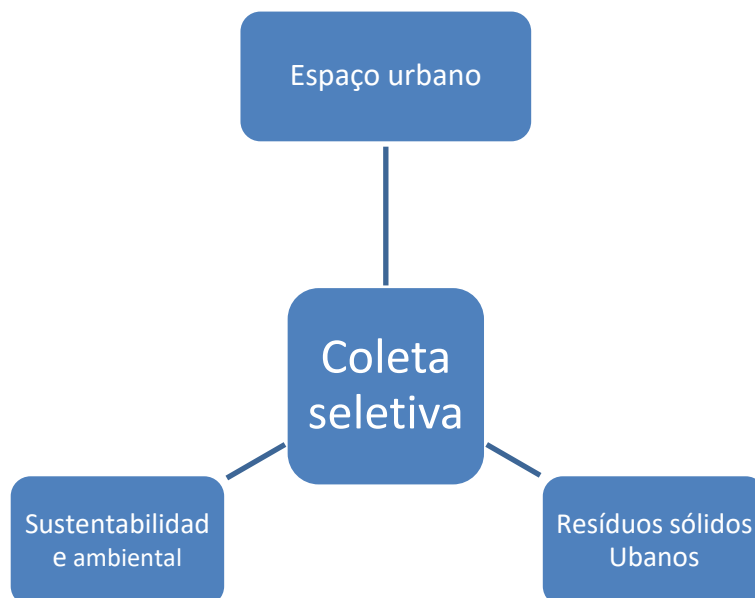 Espaço urbano
Coleta
seletiva
Sustentabilidad
e ambiental
Resíduos sólidos
Ubanos